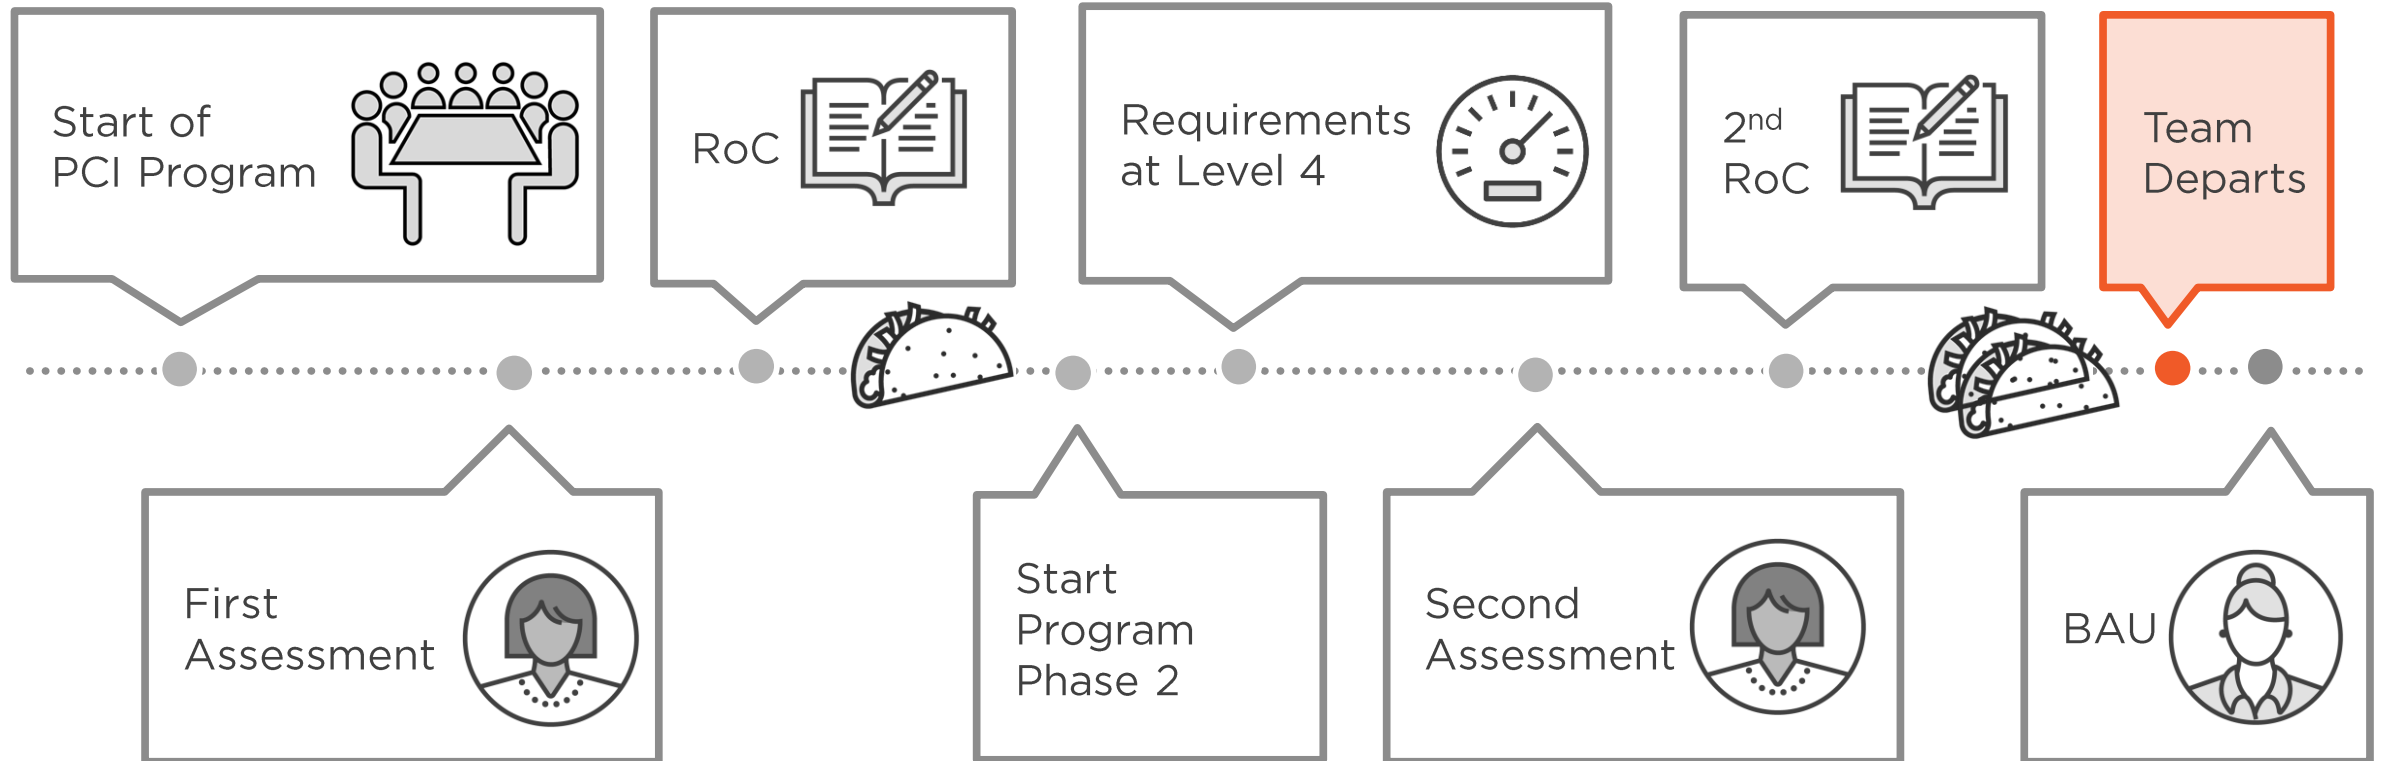 Start of
PCI Program
RoC
Requirements
at Level 4
2nd
RoC
Team
Departs
First
Assessment
Start
Program
Phase 2
Second
Assessment
BAU